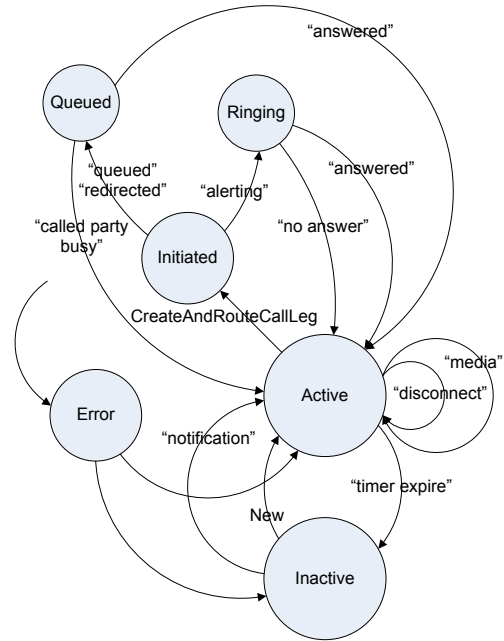 “answered”
Queued
Ringing
“queued”
“redirected”
“answered”
“alerting”
“called party
busy”
“no answer”
Initiated
CreateAndRouteCallLeg
“media”
Active
“disconnect”
Error
“notification”
“timer expire”
New
Inactive